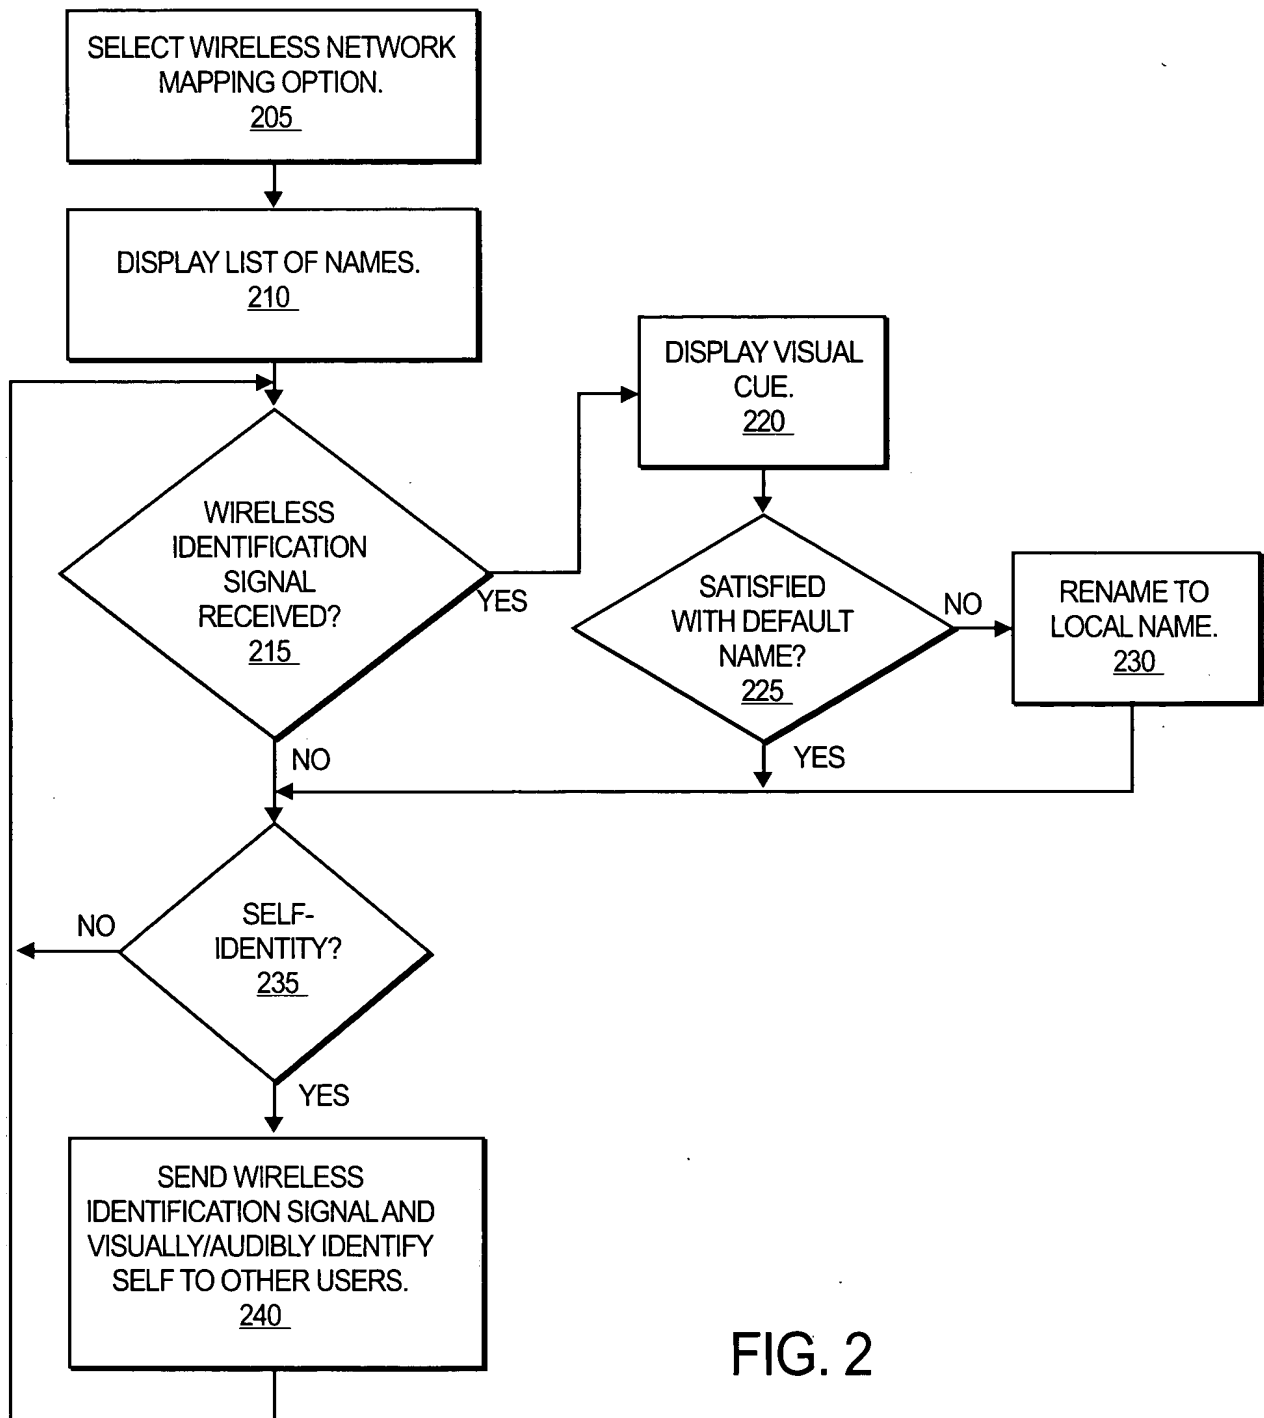 SELECT WIRELESS NETWORK
MAPPING OPTION.
205
DISPLAY LIST OF NAMES.
210
DISPLAY VISUAL
CUE.
220
WIRELESS
IDENTIFICATION
SIGNAL
RECEIVED?
215
YES
NO
SATISFIED
WITH DEFAULT
NAME?
225
NO
YES
RENAME TO
LOCAL NAME.
230
SELF-
IDENTITY?
235
NO
YES
SEND WIRELESS
IDENTIFICATION SIGNAL AND
VISUALLY/AUDIBLY IDENTIFY
SELF TO OTHER USERS.
240
FIG. 2